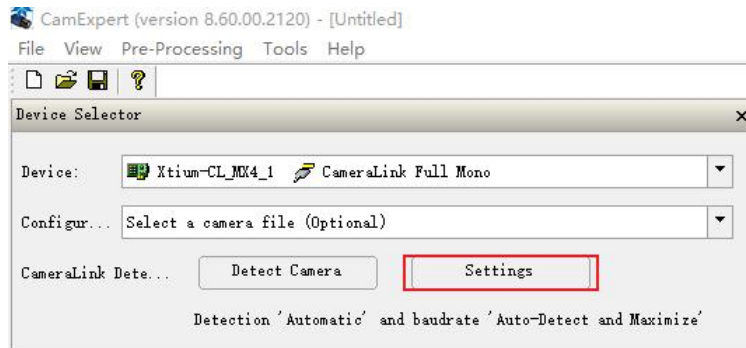 CamExpert (version 8.60.00.2120) - [Untitled]
File View Pre-Processing Tools Help
Device Selector
Device: Xtium-CL_MX4_1 CameraLink Full Mono
Configur... Select a camera file (Optional)
CameraLink Dete... Detect Camera Settings
Detection 'Automatic' and baudrate 'Auto-Detect and Maximize'